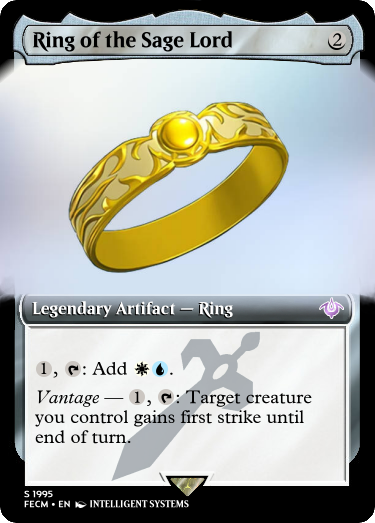 Ring of the Sage Lord 2
Legendary Artifact — Ring
1, : Add .
Vantage — 1, : Target creature
you control gains first strike until
end of turn.
S 1995
FECM • EN INTELLIGENT SYSTEMS